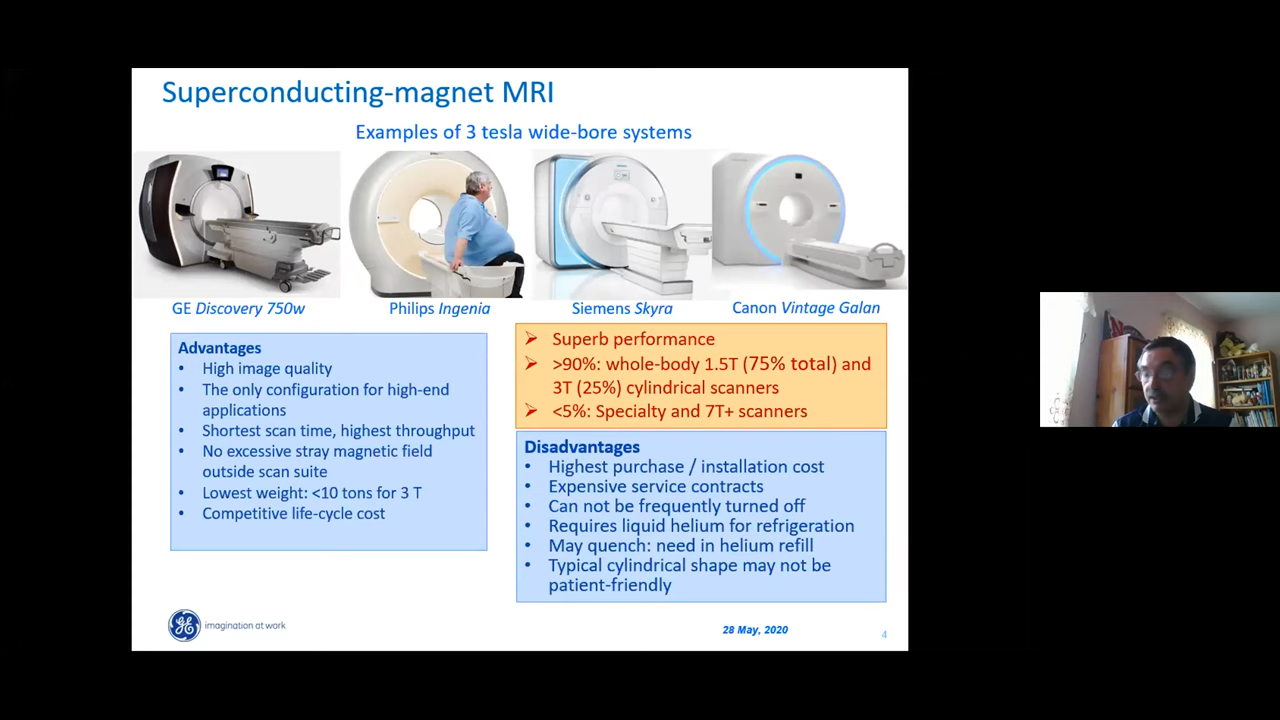 Superconducting-magnet MRI
Examples of 3 tesla wide-bore systems
GE Discovery 750w
Philips Ingenia
Siemens Skyra
Canon Vintage Galan
Advantages
• High image quality
• The only configuration for high-end
applications
• Shortest scan time, highest throughput
• No excessive stray magnetic field
outside scan suite
• Lowest weight: <10 tons for 3 T
• Competitive life-cycle cost
➢ Superb performance
➢ >90%: whole-body 1.5T (75% total) and
3T (25%) cylindrical scanners
➢ <5%: Specialty and 7T+ scanners
Disadvantages
• Highest purchase / installation cost
• Expensive service contracts
• Can not be frequently turned off
• Requires liquid helium for refrigeration
• May quench: need in helium refill
• Typical cylindrical shape may not be
patient-friendly
GE imagination at work
28 May, 2020
4